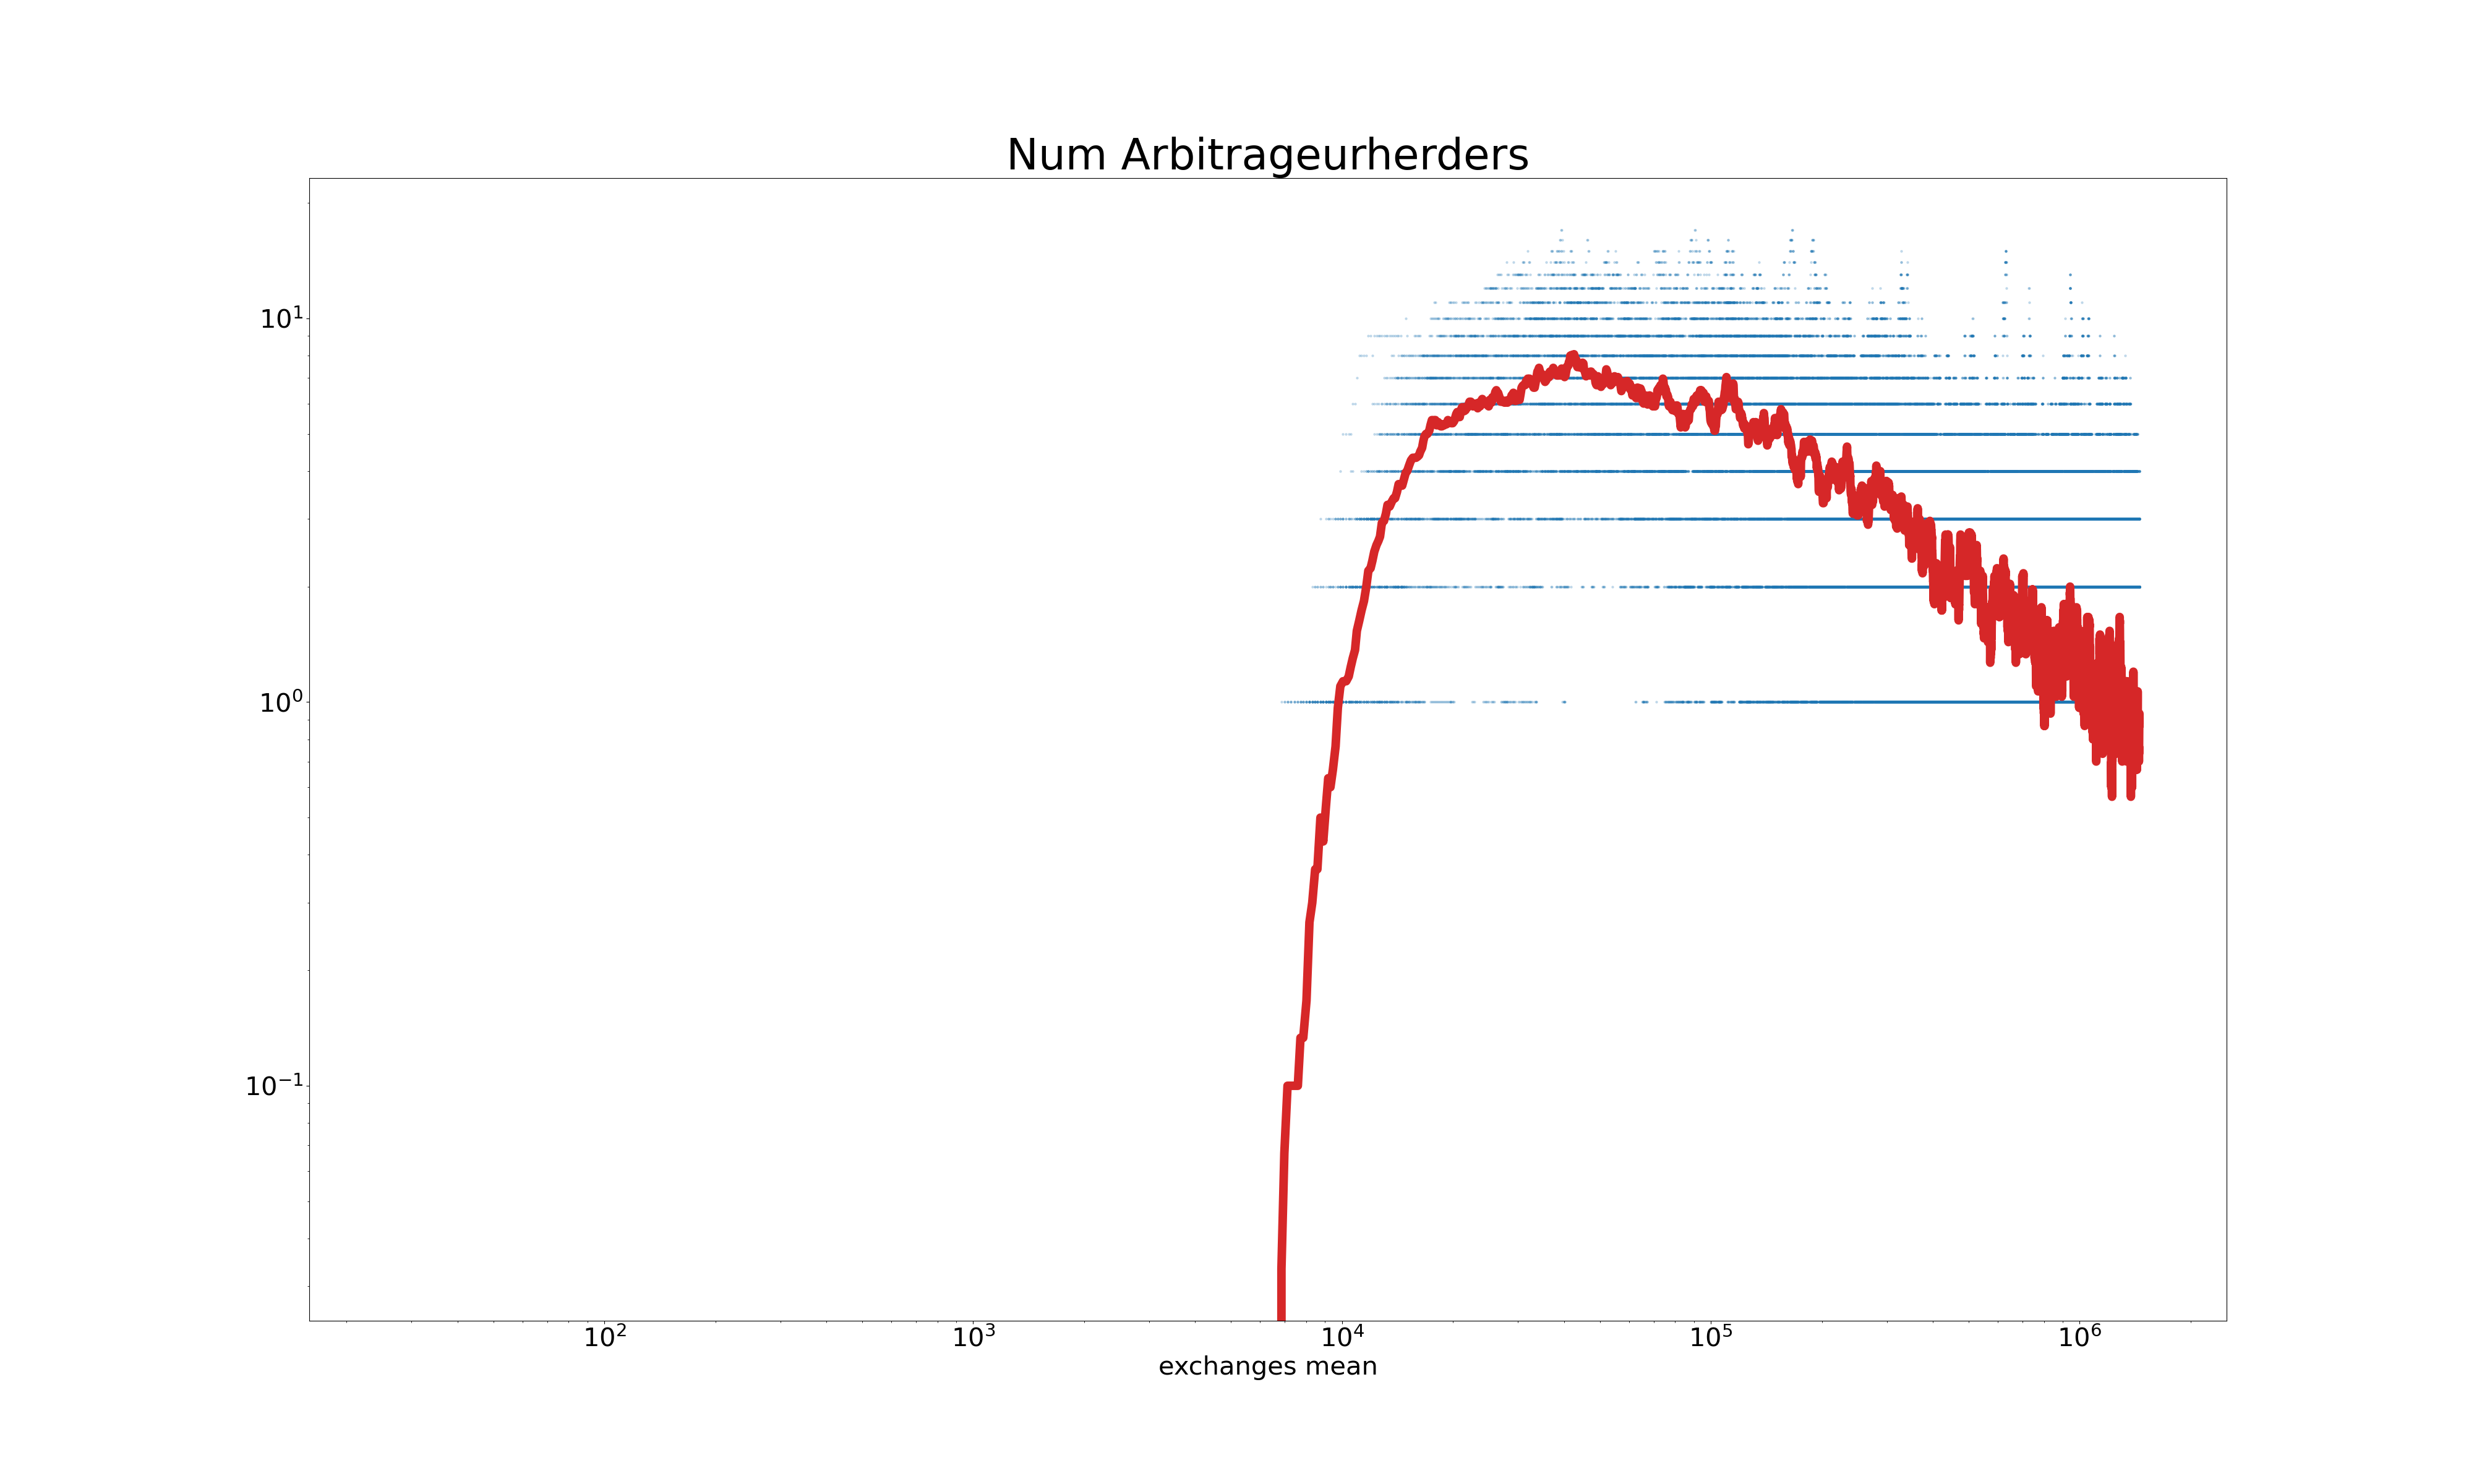 Num Arbitrageurherders
10¹
10⁰
10⁻¹
10² 10³ 10⁴ 10⁵ 10⁶
exchanges mean